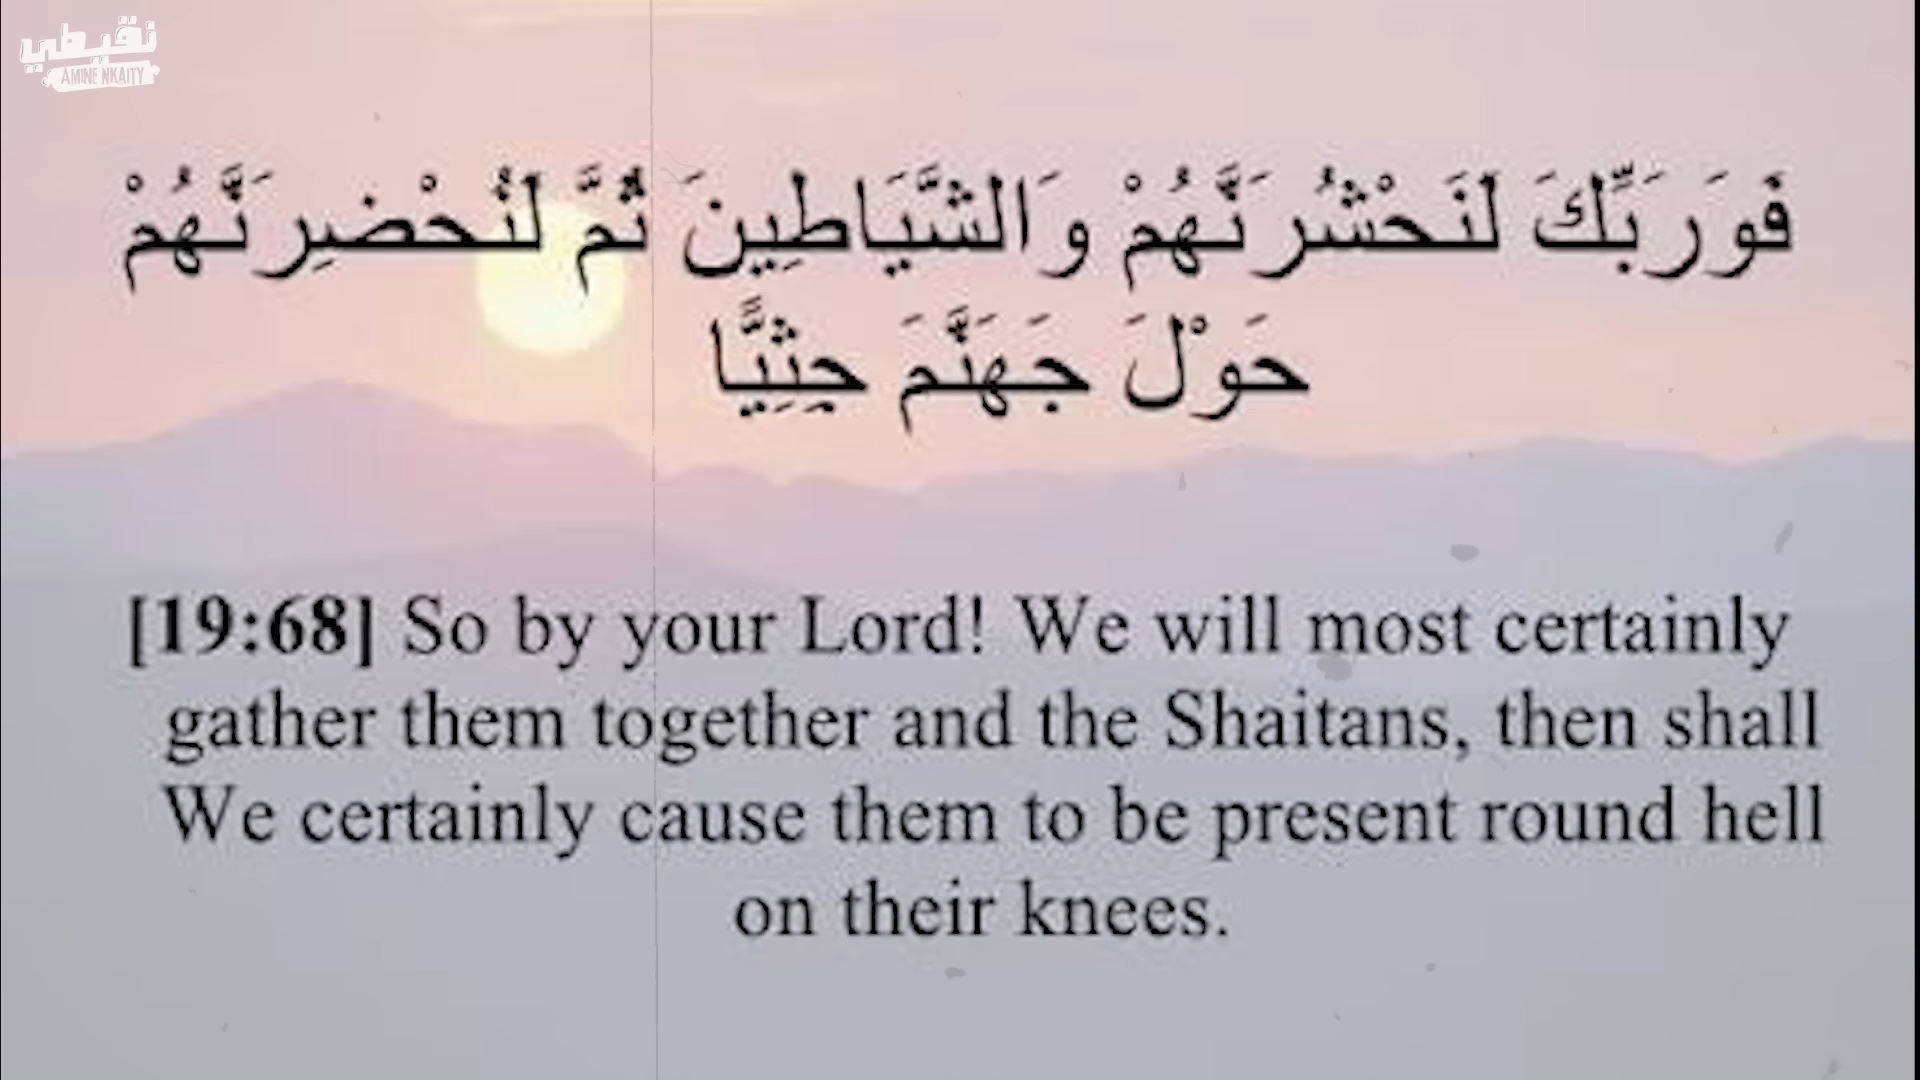 نقيطي
AMINE NKAITY
فَوَرَبِّكَ لَنَحْشُرَنَّهُمْ وَالشَّيَاطِينَ ثُمَّ لَنُحْضِرَنَّهُمْ
حَوْلَ جَهَنَّمَ جِثِيًّا
[19:68] So by your Lord! We will most certainly
gather them together and the Shaitans, then shall
We certainly cause them to be present round hell
on their knees.